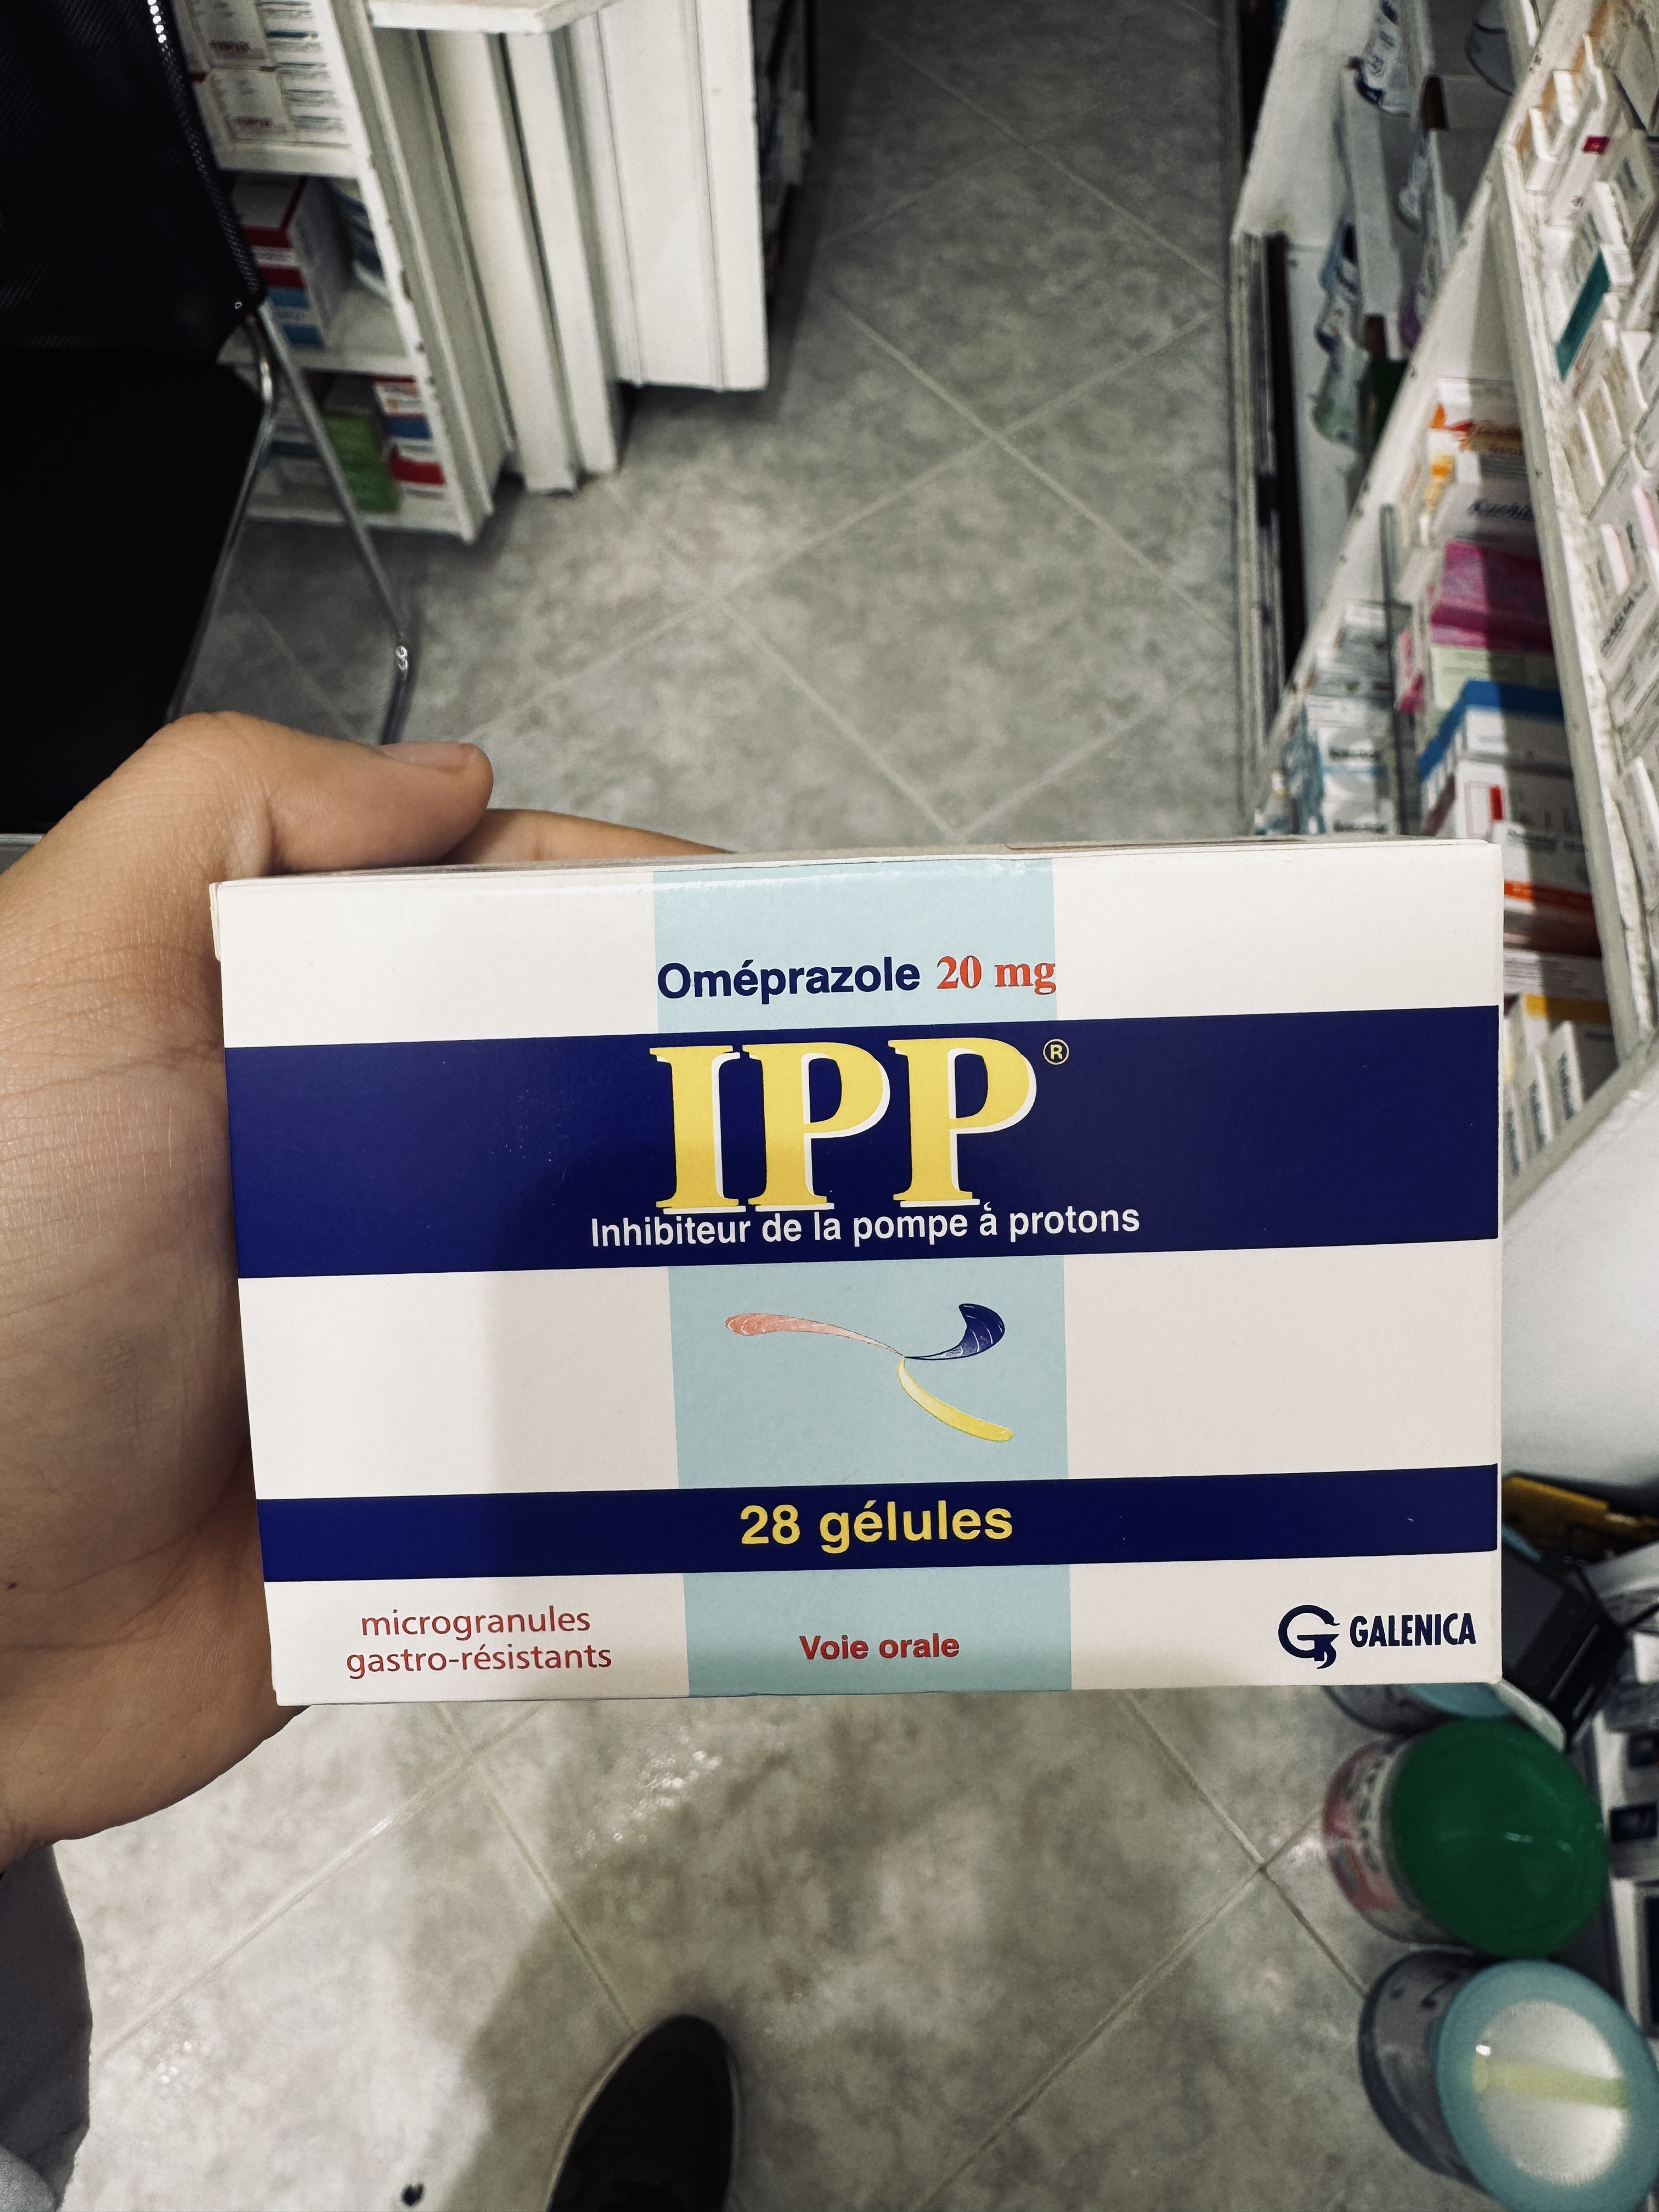 Oméprazole 20 mg
IPP®
Inhibiteur de la pompe à protons
28 gélules
microgranules
gastro-résistants
Voie orale
GALENICA